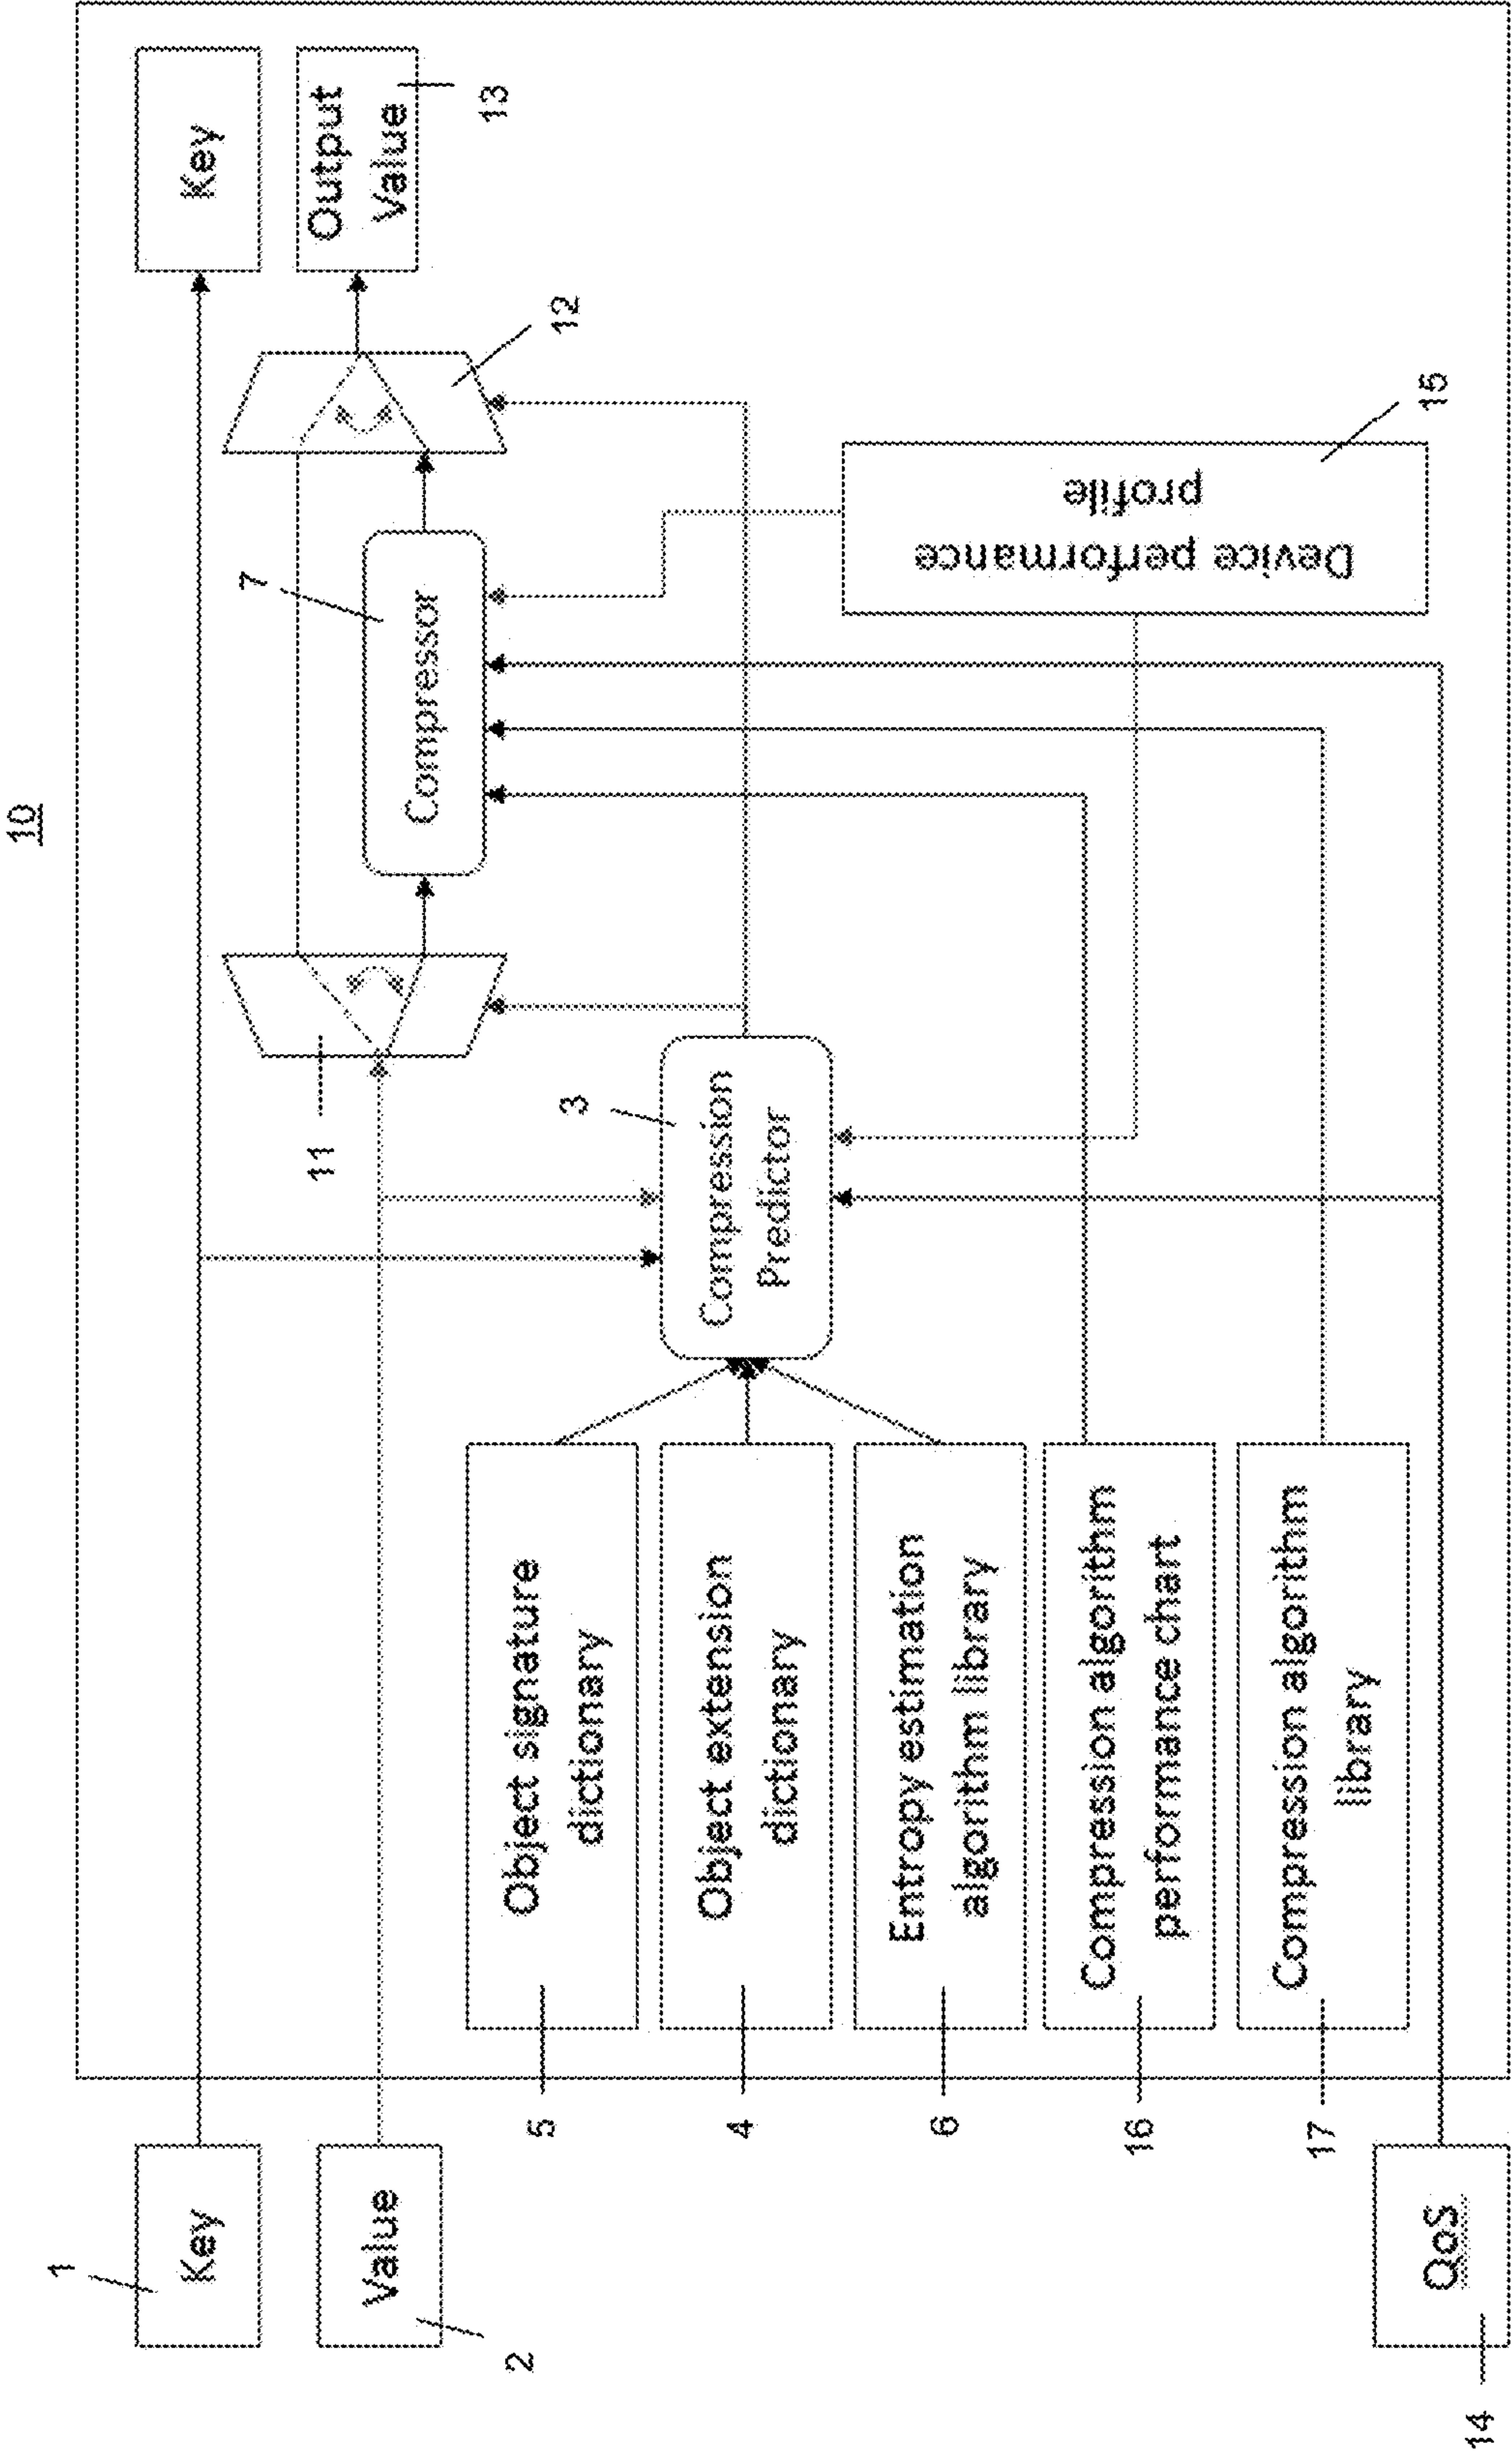 10
1
Key
Key
Value
2
Output
Value
13
12
7
Compressor
11
3
Compression
Predictor
Device performance
profile
15
Object signature
dictionary
5
Object extension
dictionary
4
Entropy estimation
algorithm library
6
Compression algorithm
performance chart
16
Compression algorithm
library
17
QoS
14